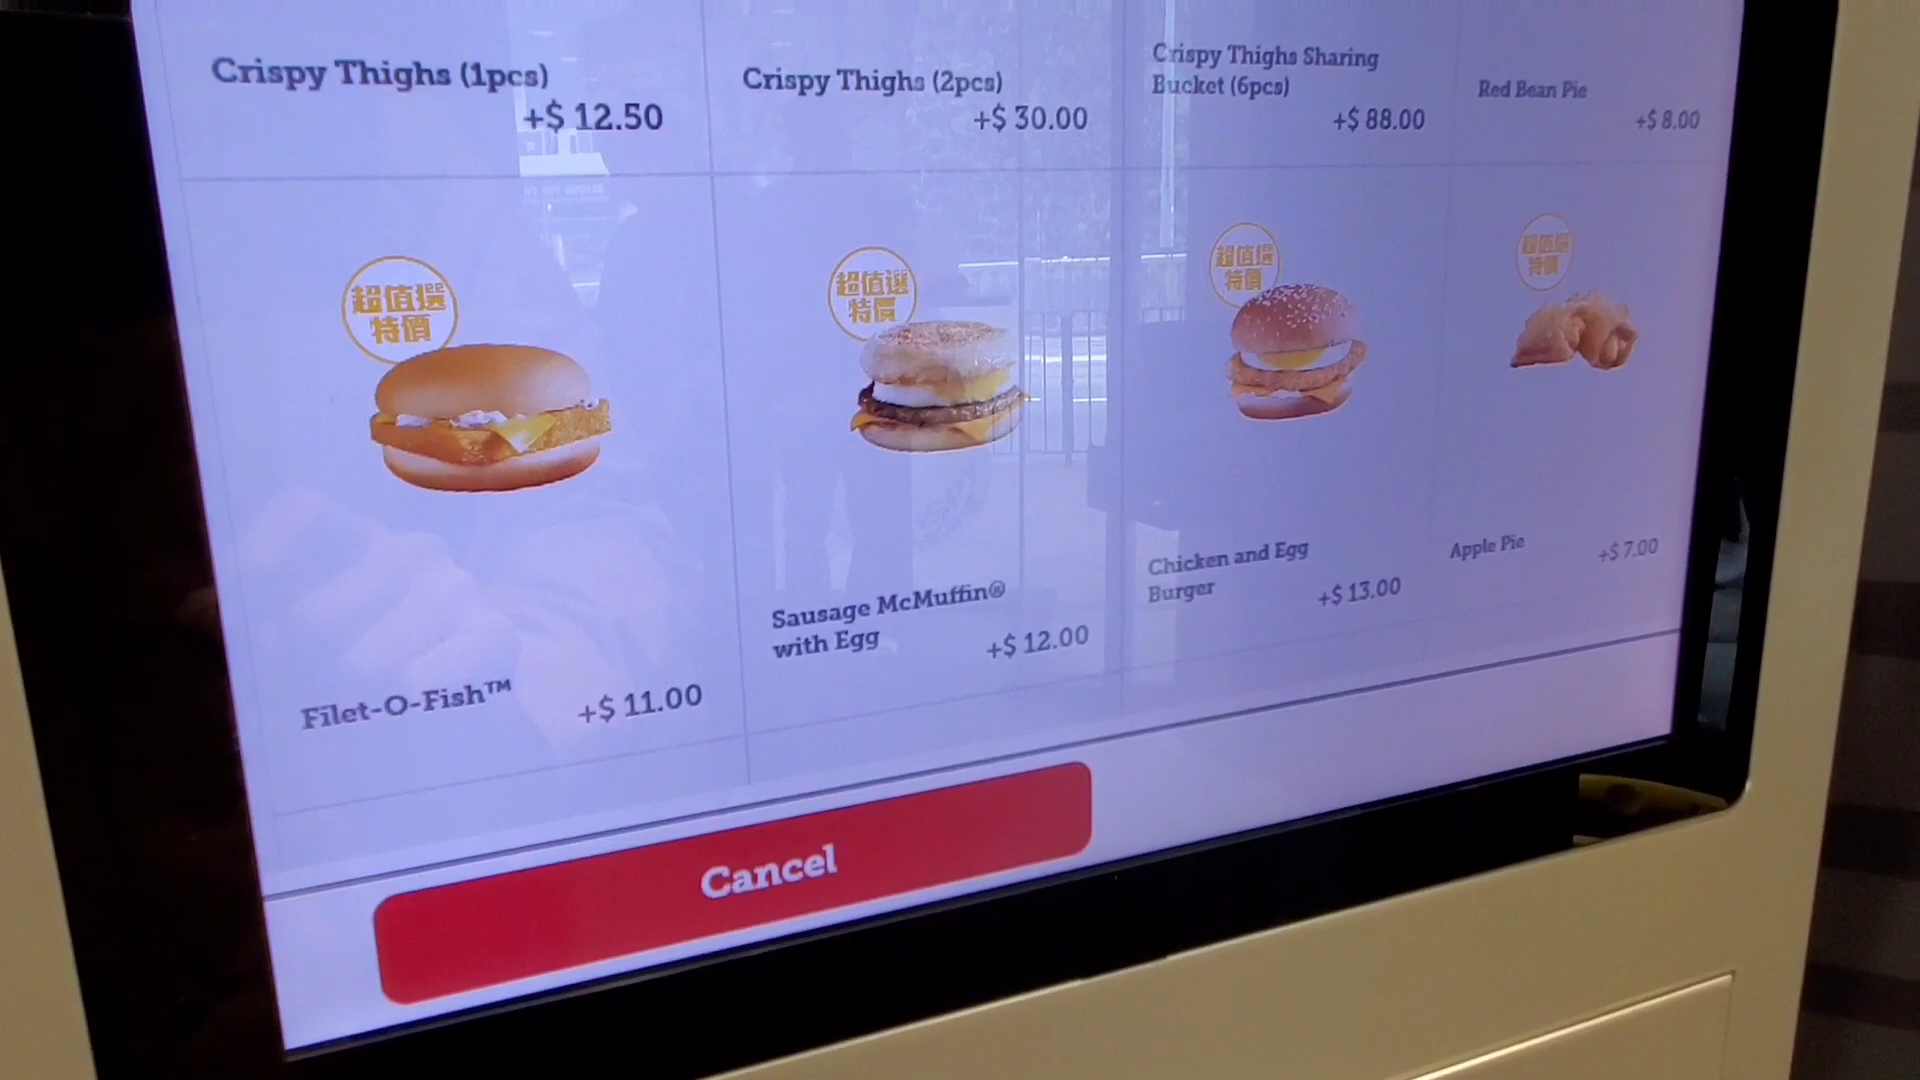 Crispy Thighs (1pcs)
+$ 12.50
Crispy Thighs (2pcs)
+$ 30.00
Crispy Thighs Sharing
Bucket (6pcs)
+$ 88.00
Red Bean Pie
+$ 8.00
超值選
特價
Filet-O-Fish™
+$ 11.00
超值選
特價
Sausage McMuffin®
with Egg
+$ 12.00
超值選
特價
Chicken and Egg
Burger
+$ 13.00
超值選
特價
Apple Pie
+$ 7.00
Cancel